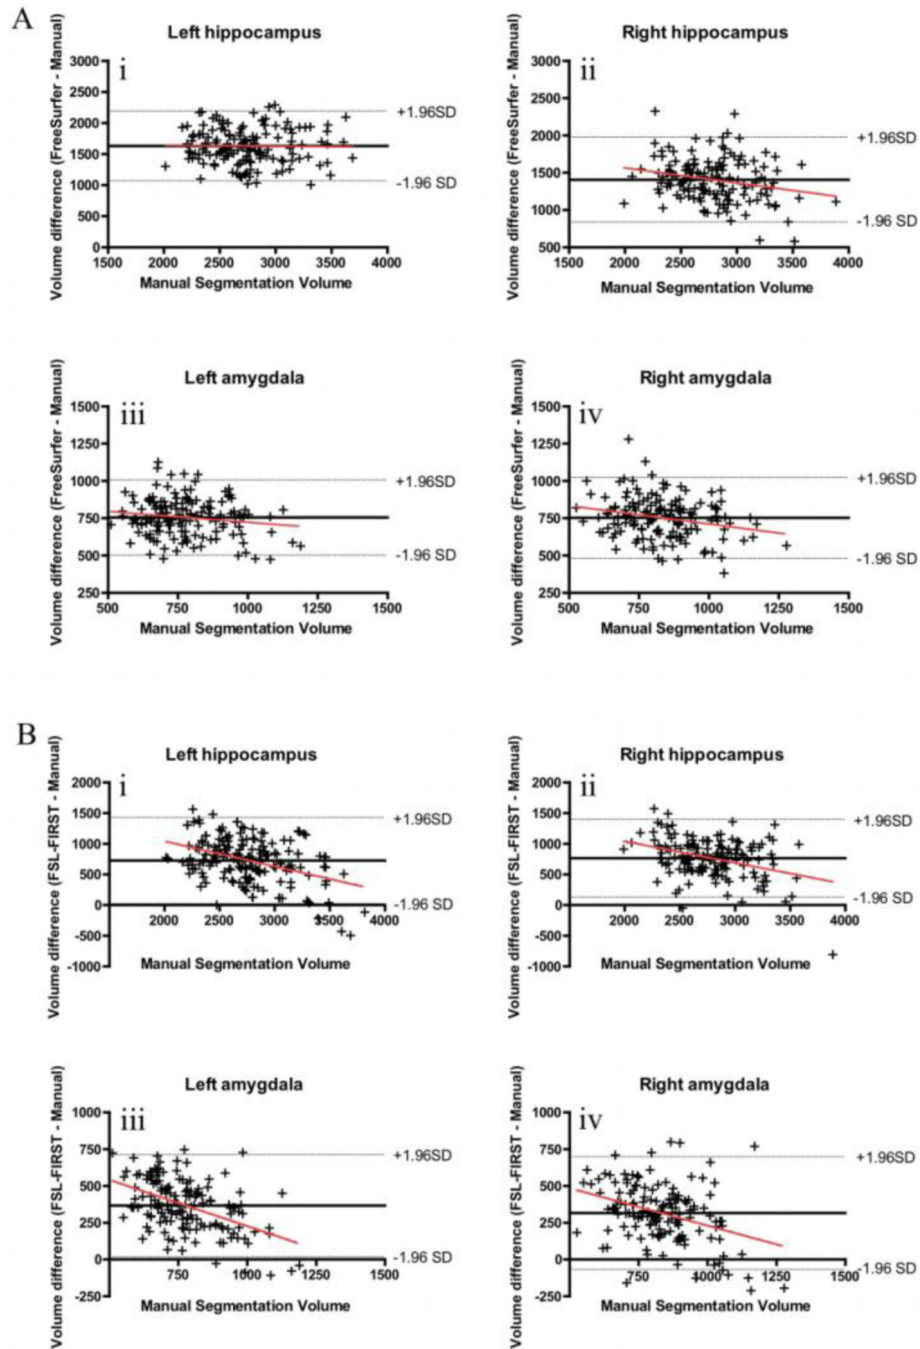 A
Left hippocampus
i
Volume difference (FreeSurfer - Manual)
3000
2500
2000
1500
1000
500
0
+1.96SD
-1.96 SD
1500 2000 2500 3000 3500 4000
Manual Segmentation Volume
Right hippocampus
ii
Volume difference (FreeSurfer - Manual)
3000
2500
2000
1500
1000
500
+1.96SD
-1.96 SD
1500 2000 2500 3000 3500 4000
Manual Segmentation Volume
Left amygdala
iii
Volume difference (FreeSurfer - Manual)
1500
1250
1000
750
500
250
+1.96SD
-1.96 SD
500 750 1000 1250 1500
Manual Segmentation Volume
Right amygdala
iv
Volume difference (FreeSurfer - Manual)
1500
1250
1000
750
500
250
+1.96SD
-1.96 SD
500 750 1000 1250 1500
Manual Segmentation Volume
B
Left hippocampus
i
Volume difference (FSL-FIRST - Manual)
2000
1500
1000
500
0
-500
-1000
+1.96SD
-1.96 SD
2000 2500 3000 3500 4000
Manual Segmentation Volume
Right hippocampus
ii
Volume difference (FSL-FIRST - Manual)
2000
1500
1000
500
0
-500
-1000
+1.96SD
-1.96 SD
2000 2500 3000 3500 4000
Manual Segmentation Volume
Left amygdala
iii
Volume difference (FSL-FIRST - Manual)
1000
750
500
250
0
-250
+1.96SD
-1.96 SD
750 1000 1250 1500
Manual Segmentation Volume
Right amygdala
iv
Volume difference (FSL-FIRST - Manual)
1000
750
500
250
0
-250
+1.96SD
-1.96 SD
750 1000 1250 1500
Manual Segmentation Volume